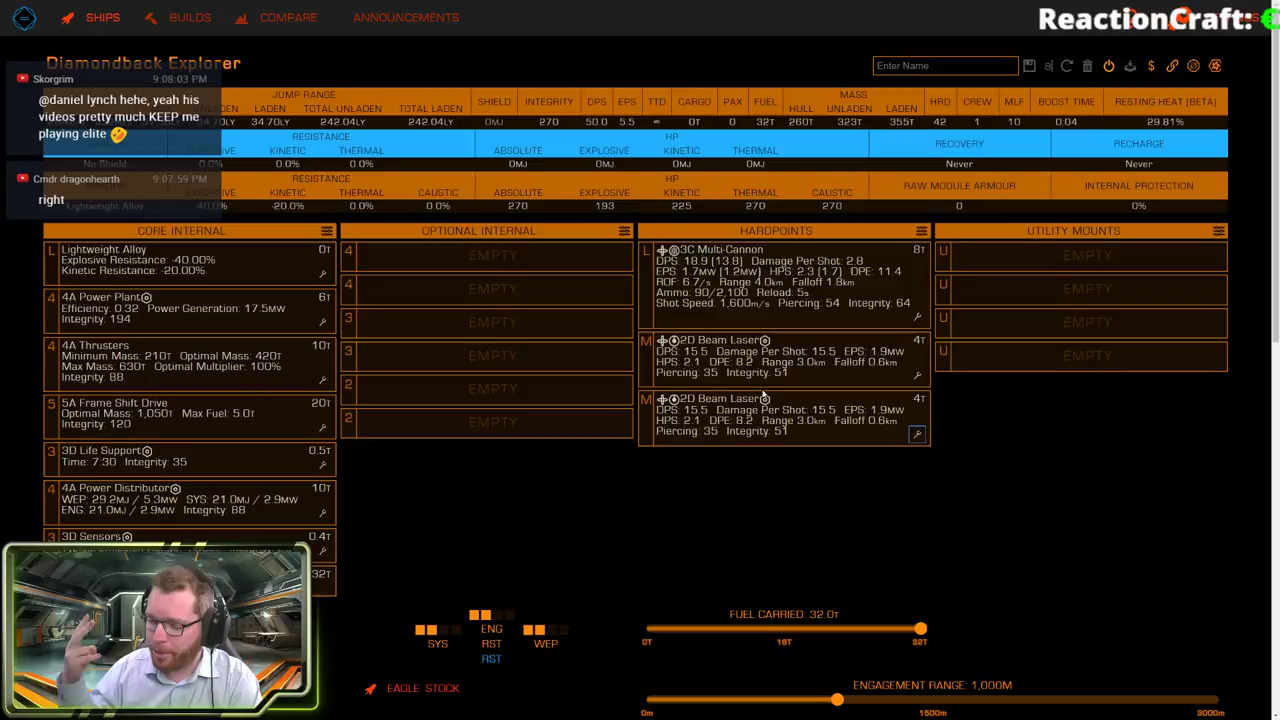 SHIPS
BUILDS
COMPARE
ANNOUNCEMENTS
ReactionCraft:
Diamondback Explorer
Enter Name
Skorgrim 9:08:03 PM
@daniel lynch hehe, yeah his
videos pretty much KEEP me
playing elite
Cmdr dragonhearth 9:07:59 PM
right
JUMP RANGE SHIELD INTEGRITY DPS EPS TTD CARGO PAX FUEL MASS HRD CREW MLF BOOST TIME RESTING HEAT (BETA)
LADEN TOTAL UNLADEN TOTAL LADEN HULL UNLADEN LADEN
34.70LY 242.04LY 242.04LY 0MJ 270 50.0 5.5 ∞ 0T 0 32T 260T 323T 355T 42 1 10 0.04 29.81%
RESISTANCE HP RECOVERY RECHARGE
KINETIC THERMAL ABSOLUTE EXPLOSIVE KINETIC THERMAL
No Shield 0.0% 0.0% 0.0% 0MJ 0MJ 0MJ 0MJ Never Never
RESISTANCE HP RAW MODULE ARMOUR INTERNAL PROTECTION
KINETIC THERMAL CAUSTIC ABSOLUTE EXPLOSIVE KINETIC THERMAL CAUSTIC
Lightweight Alloy -40.0% -20.0% 0.0% 0.0% 270 193 225 270 270 0 0%
CORE INTERNAL
OPTIONAL INTERNAL
HARDPOINTS
UTILITY MOUNTS
L Lightweight Alloy 0T
Explosive Resistance: -40.00%
Kinetic Resistance: -20.00%
4 4A Power Plant 6T
Efficiency: 0.32 Power Generation: 17.5MW
Integrity: 194
4 4A Thrusters 10T
Minimum Mass: 210T Optimal Mass: 420T
Max Mass: 630T Optimal Multiplier: 100%
Integrity: 88
5 5A Frame Shift Drive 20T
Optimal Mass: 1,050T Max Fuel: 5.0T
Integrity: 120
3 3D Life Support 0.5T
Time: 7:30 Integrity: 35
4 4A Power Distributor 10T
WEP: 29.2MJ / 5.3MW SYS: 21.0MJ / 2.9MW
ENG: 21.0MJ / 2.9MW Integrity: 88
3 3D Sensors 0.4T
32T
4 EMPTY
4 EMPTY
3 EMPTY
3 EMPTY
2 EMPTY
2 EMPTY
L 3C Multi-Cannon 8T
DPS: 18.9 [13.8] Damage Per Shot: 2.8
EPS: 1.7MW [1.2MW] HPS: 2.3 [1.7] DPE: 11.4
ROF: 6.7/s Range 4.0km Falloff 1.8km
Ammo: 90/2,100 Reload: 5s
Shot Speed: 1,600m/s Piercing: 54 Integrity: 64
M 2D Beam Laser 4T
DPS: 15.5 Damage Per Shot: 15.5 EPS: 1.9MW
HPS: 2.1 DPE: 8.2 Range 3.0km Falloff 0.6km
Piercing: 35 Integrity: 51
M 2D Beam Laser 4T
DPS: 15.5 Damage Per Shot: 15.5 EPS: 1.9MW
HPS: 2.1 DPE: 8.2 Range 3.0km Falloff 0.6km
Piercing: 35 Integrity: 51
U EMPTY
U EMPTY
U EMPTY
U EMPTY
SYS ENG WEP
RST
RST
FUEL CARRIED: 32.0T
0T 16T 32T
EAGLE: STOCK
ENGAGEMENT RANGE: 1,000M
0m 1500m 3000m